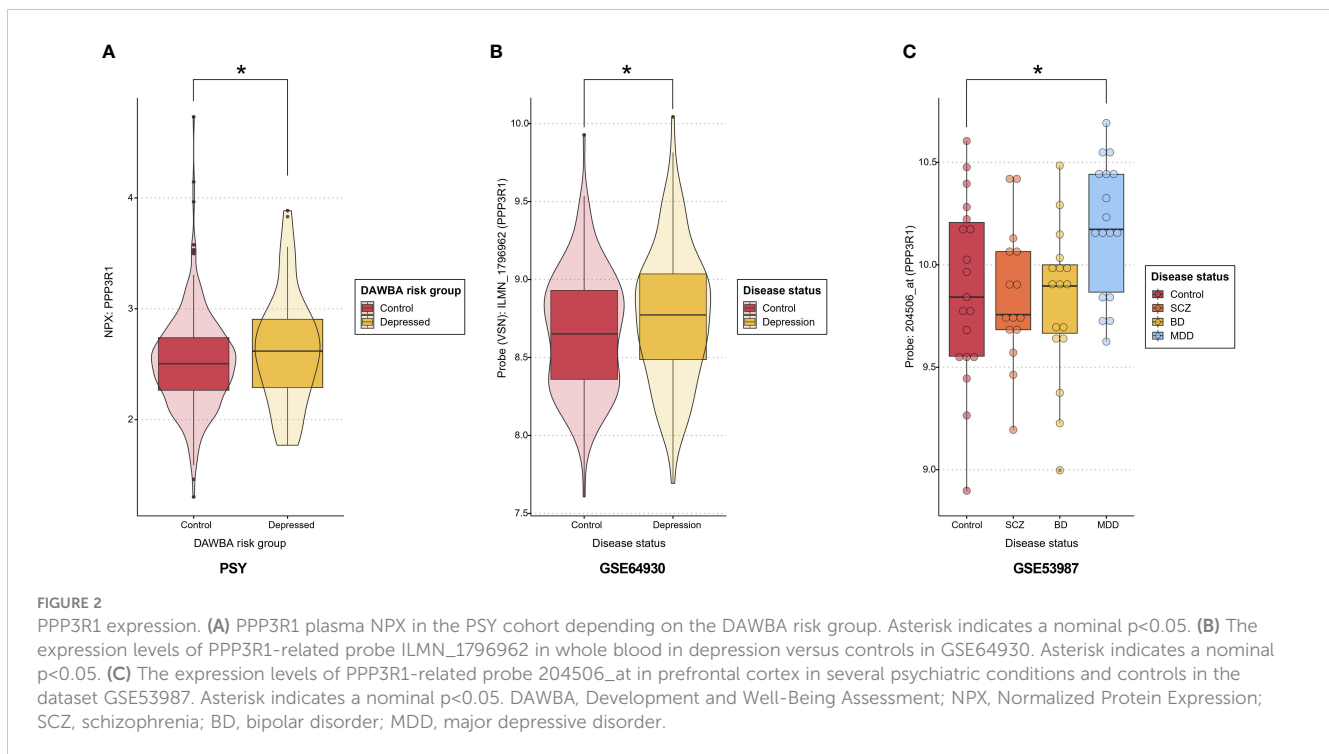 A
*
NPX: PPP3R1
4
3
2
Control
Depressed
DAWBA risk group
DAWBA risk group
Control
Depressed
PSY
B
*
Probe (VSN): ILMN_1796962 (PPP3R1)
10.0
9.5
9.0
8.5
8.0
7.5
Control
Depression
Disease status
Disease status
Control
Depression
GSE64930
C
*
Probe: 204506_at (PPP3R1)
10.5
10.0
9.5
9.0
Control
SCZ
BD
MDD
Disease status
Disease status
Control
SCZ
BD
MDD
GSE53987
FIGURE 2
PPP3R1 expression. (A) PPP3R1 plasma NPX in the PSY cohort depending on the DAWBA risk group. Asterisk indicates a nominal p<0.05. (B) The
expression levels of PPP3R1-related probe ILMN_1796962 in whole blood in depression versus controls in GSE64930. Asterisk indicates a nominal
p<0.05. (C) The expression levels of PPP3R1-related probe 204506_at in prefrontal cortex in several psychiatric conditions and controls in the
dataset GSE53987. Asterisk indicates a nominal p<0.05. DAWBA, Development and Well-Being Assessment; NPX, Normalized Protein Expression;
SCZ, schizophrenia; BD, bipolar disorder; MDD, major depressive disorder.